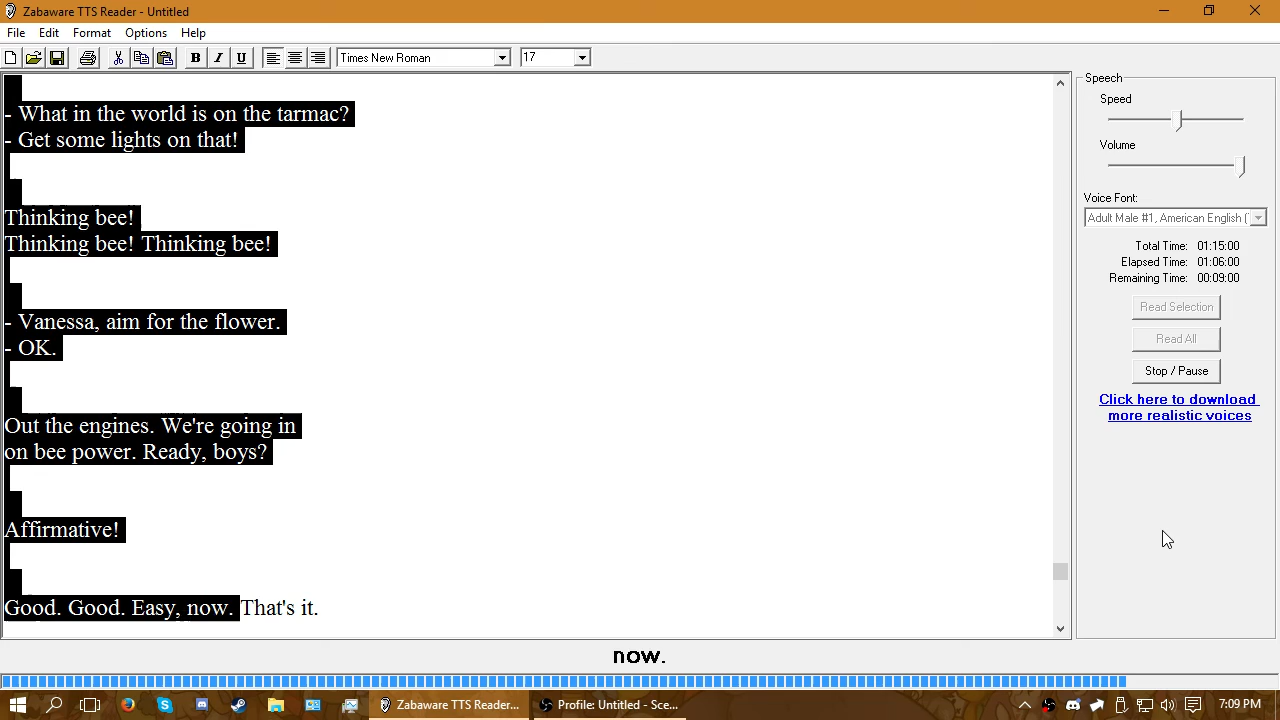 Zabaware TTS Reader - Untitled
File Edit Format Options Help
B I U Times New Roman 17
- What in the world is on the tarmac?
- Get some lights on that!
Thinking bee!
Thinking bee! Thinking bee!
- Vanessa, aim for the flower.
- OK.
Out the engines. We're going in
on bee power. Ready, boys?
Affirmative!
Good. Good. Easy, now. That's it.
Speech
Speed
Volume
Voice Font:
Adult Male #1, American English (
Total Time: 01:15:00
Elapsed Time: 01:06:00
Remaining Time: 00:09:00
Read Selection
Read All
Stop / Pause
Click here to download
more realistic voices
now.
Zabaware TTS Reader... Profile: Untitled - Sce... 7:09 PM